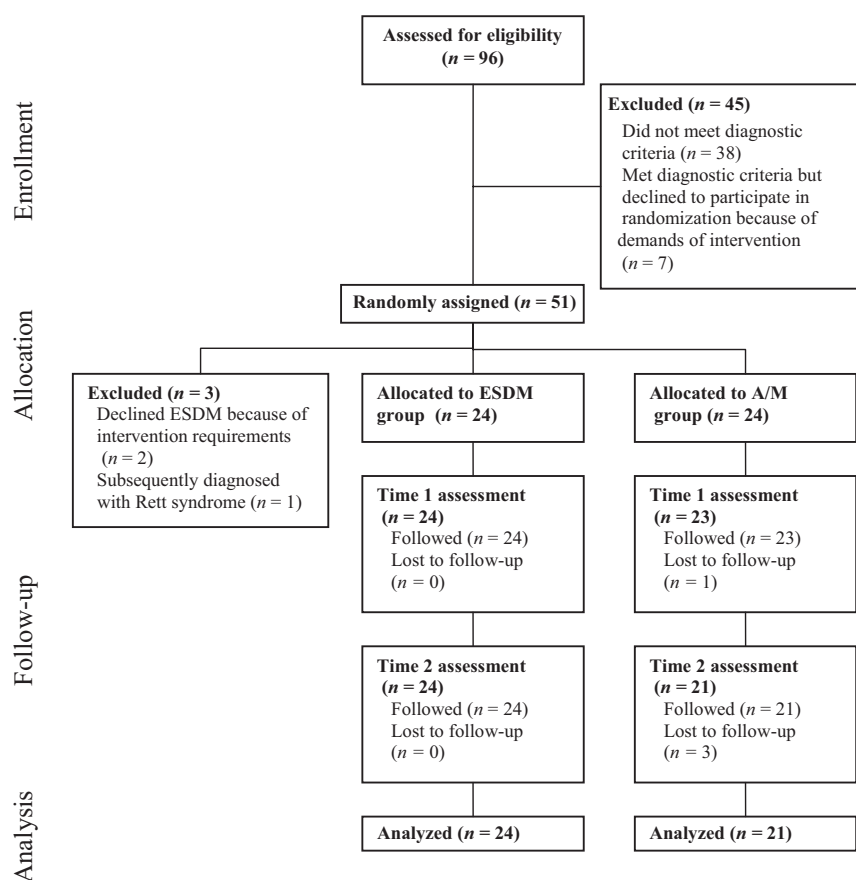 Assessed for eligibility
(n = 96)
Enrollment
Excluded (n = 45)
Did not meet diagnostic
criteria (n = 38)
Met diagnostic criteria but
declined to participate in
randomization because of
demands of intervention
(n = 7)
Randomly assigned (n = 51)
Allocation
Excluded (n = 3)
Declined ESDM because of
intervention requirements
(n = 2)
Subsequently diagnosed
with Rett syndrome (n = 1)
Allocated to ESDM
group (n = 24)
Allocated to A/M
group (n = 24)
Follow-up
Time 1 assessment
(n = 24)
Followed (n = 24)
Lost to follow-up
(n = 0)
Time 1 assessment
(n = 23)
Followed (n = 23)
Lost to follow-up
(n = 1)
Time 2 assessment
(n = 24)
Followed (n = 24)
Lost to follow-up
(n = 0)
Time 2 assessment
(n = 21)
Followed (n = 21)
Lost to follow-up
(n = 3)
Analysis
Analyzed (n = 24)
Analyzed (n = 21)